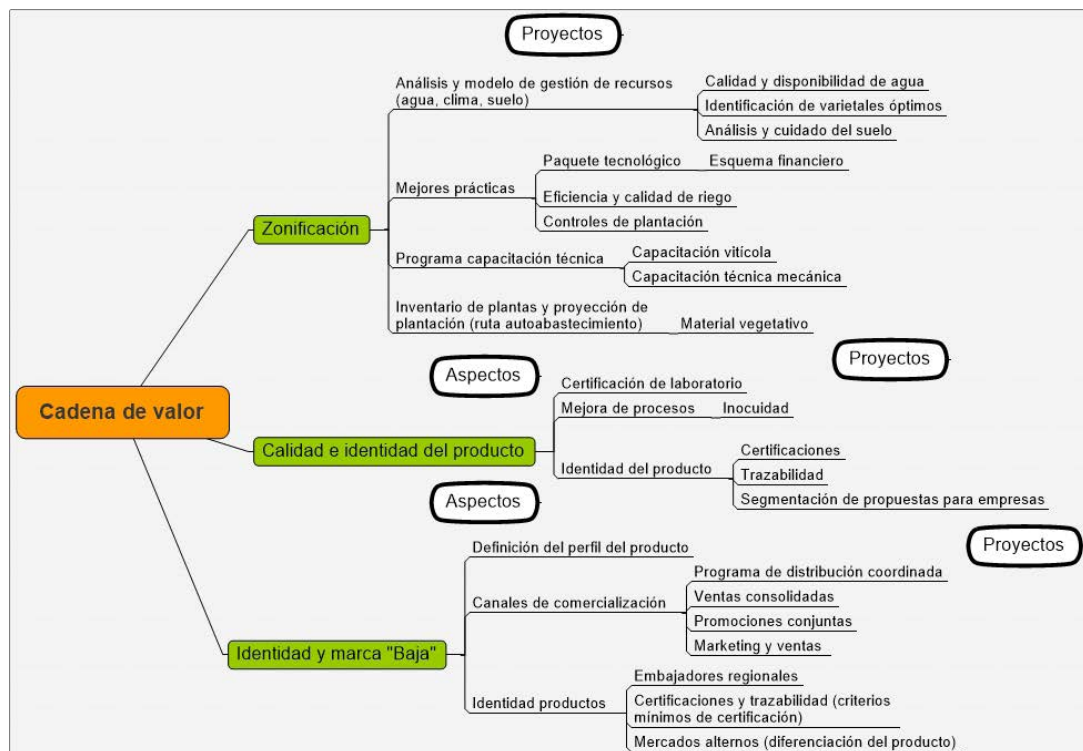 Proyectos
Análisis y modelo de gestión de recursos
(agua, clima, suelo)
Calidad y disponibilidad de agua
Identificación de varietales óptimos
Análisis y cuidado del suelo
Mejores prácticas
Paquete tecnológico
Esquema financiero
Eficiencia y calidad de riego
Controles de plantación
Zonificación
Programa capacitación técnica
Capacitación vitícola
Capacitación técnica mecánica
Inventario de plantas y proyección de
plantación (ruta autoabastecimiento)
Material vegetativo
Aspectos
Proyectos
Cadena de valor
Calidad e identidad del producto
Certificación de laboratorio
Mejora de procesos
Inocuidad
Identidad del producto
Certificaciones
Trazabilidad
Segmentación de propuestas para empresas
Aspectos
Proyectos
Identidad y marca "Baja"
Definición del perfil del producto
Canales de comercialización
Programa de distribución coordinada
Ventas consolidadas
Promociones conjuntas
Marketing y ventas
Identidad productos
Embajadores regionales
Certificaciones y trazabilidad (criterios
mínimos de certificación)
Mercados alternos (diferenciación del producto)